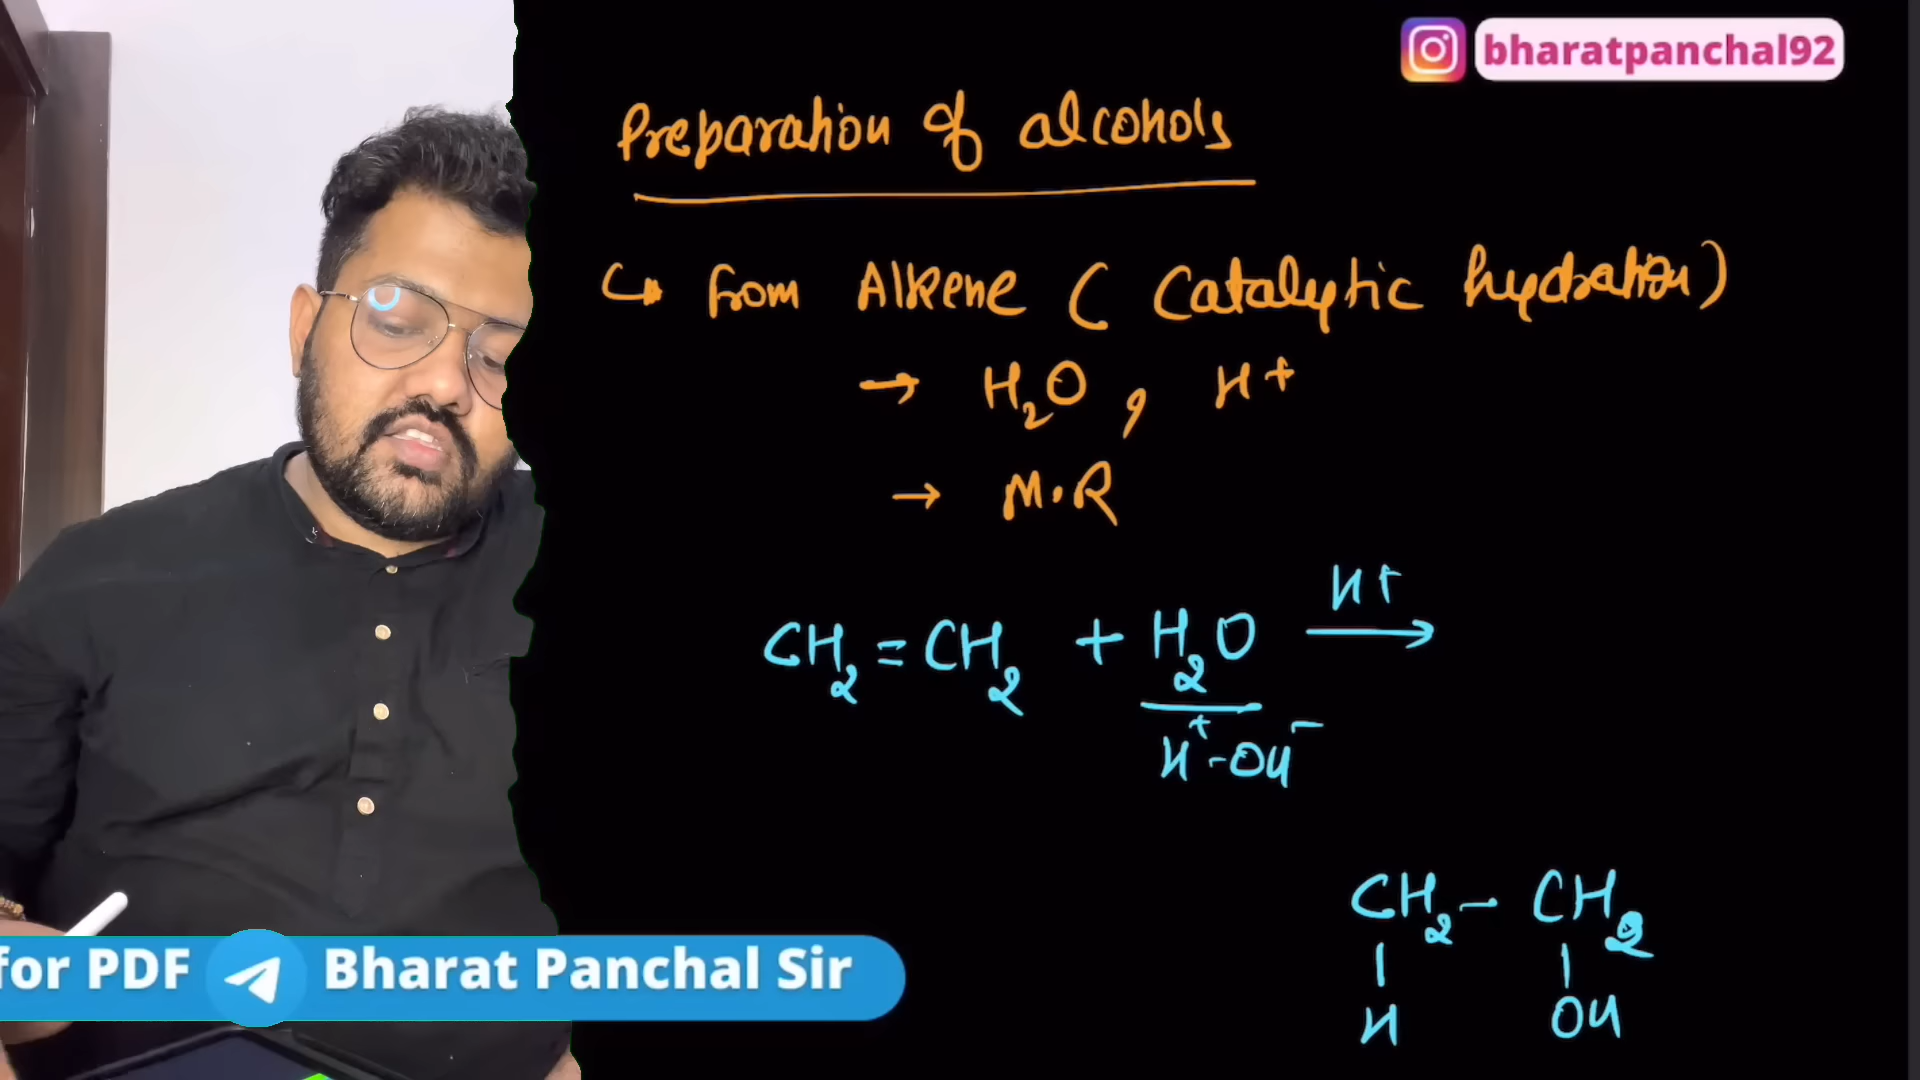 bharatpanchal92
Preparation of alcohols
↳ From Alkene ( Catalytic hydration)
→ H₂O , H+
→ M.R
H+
CH₂ = CH₂ + H₂O ⟶
H⁺-OH⁻
CH₂ - CH₂
| |
H OH
for PDF Bharat Panchal Sir